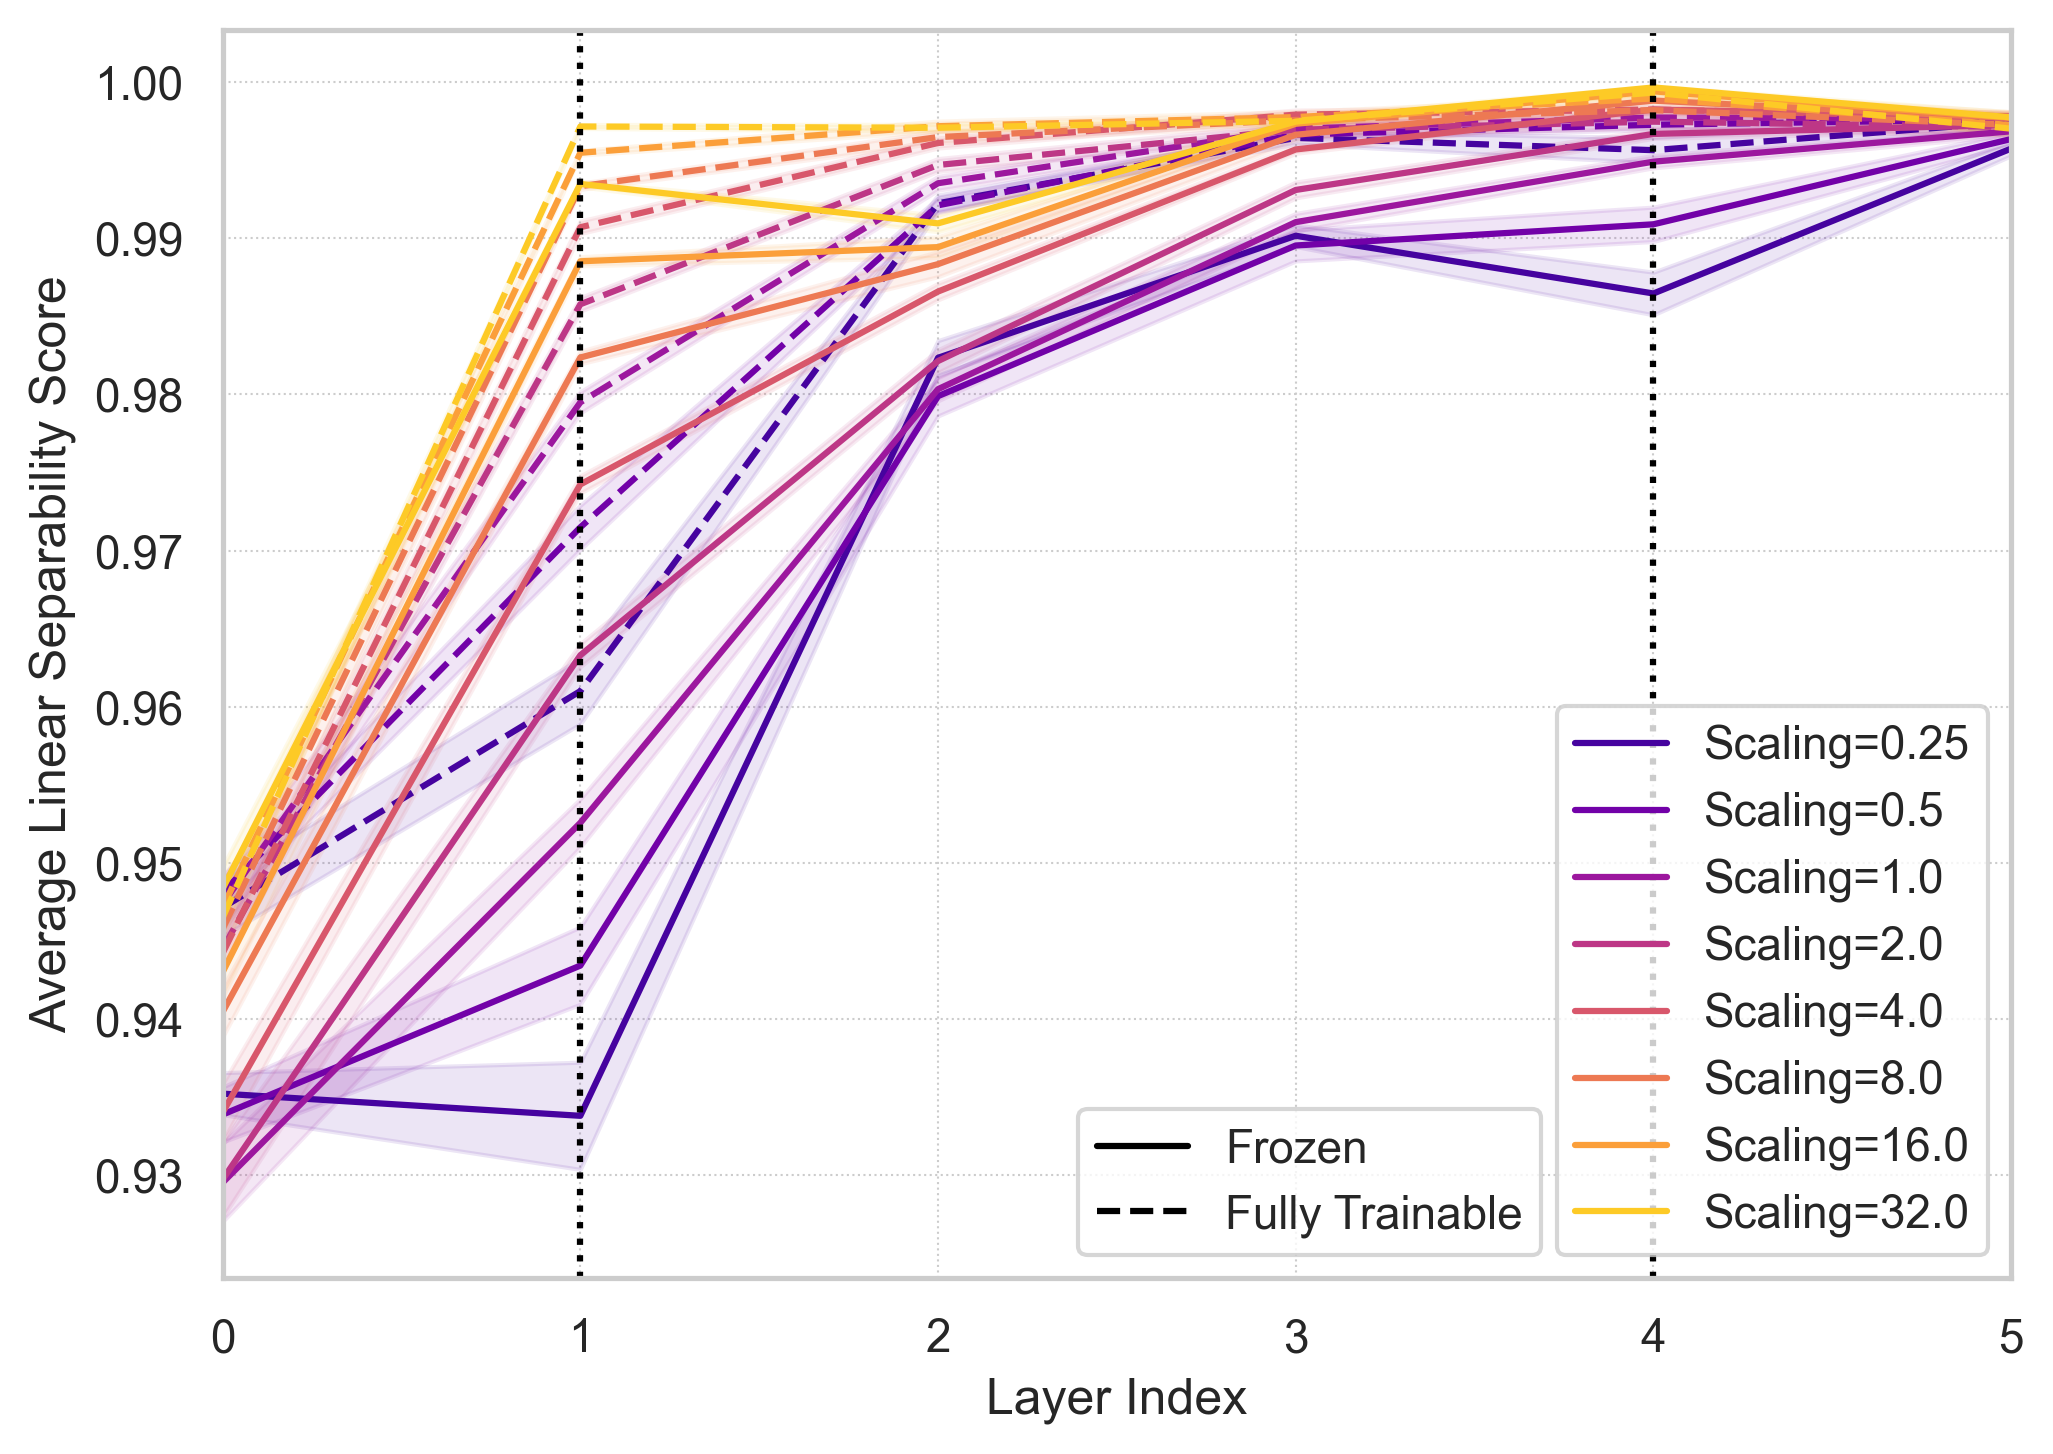 Average Linear Separability Score
1.00
0.99
0.98
0.97
0.96
0.95
0.94
0.93
Frozen
Fully Trainable
Scaling=0.25
Scaling=0.5
Scaling=1.0
Scaling=2.0
Scaling=4.0
Scaling=8.0
Scaling=16.0
Scaling=32.0
0 1 2 3 4 5
Layer Index